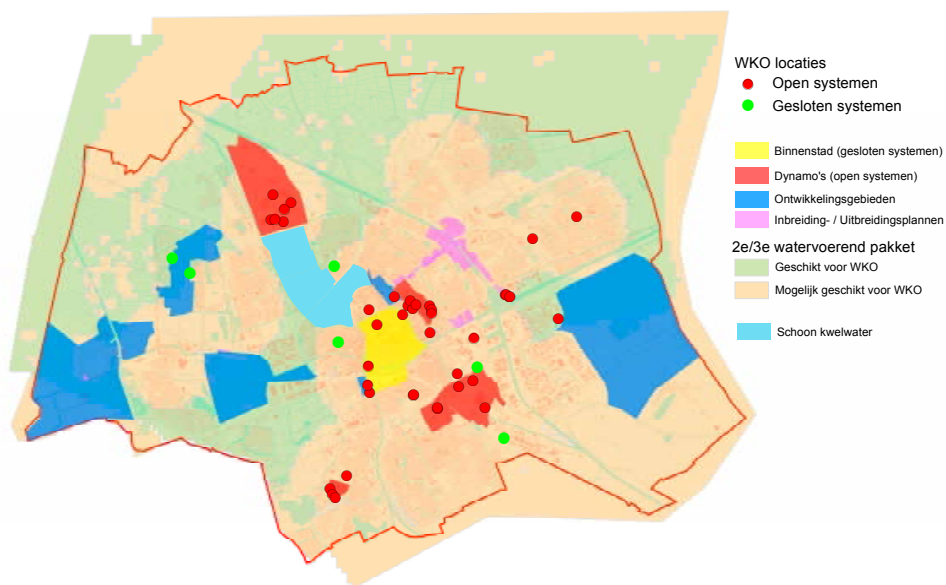 WKO locaties
Open systemen
Gesloten systemen
Binnenstad (gesloten systemen)
Dynamo's (open systemen)
Ontwikkelingsgebieden
Inbreiding- / Uitbreidingsplannen
2e/3e watervoerend pakket
Geschikt voor WKO
Mogelijk geschikt voor WKO
Schoon kwelwater